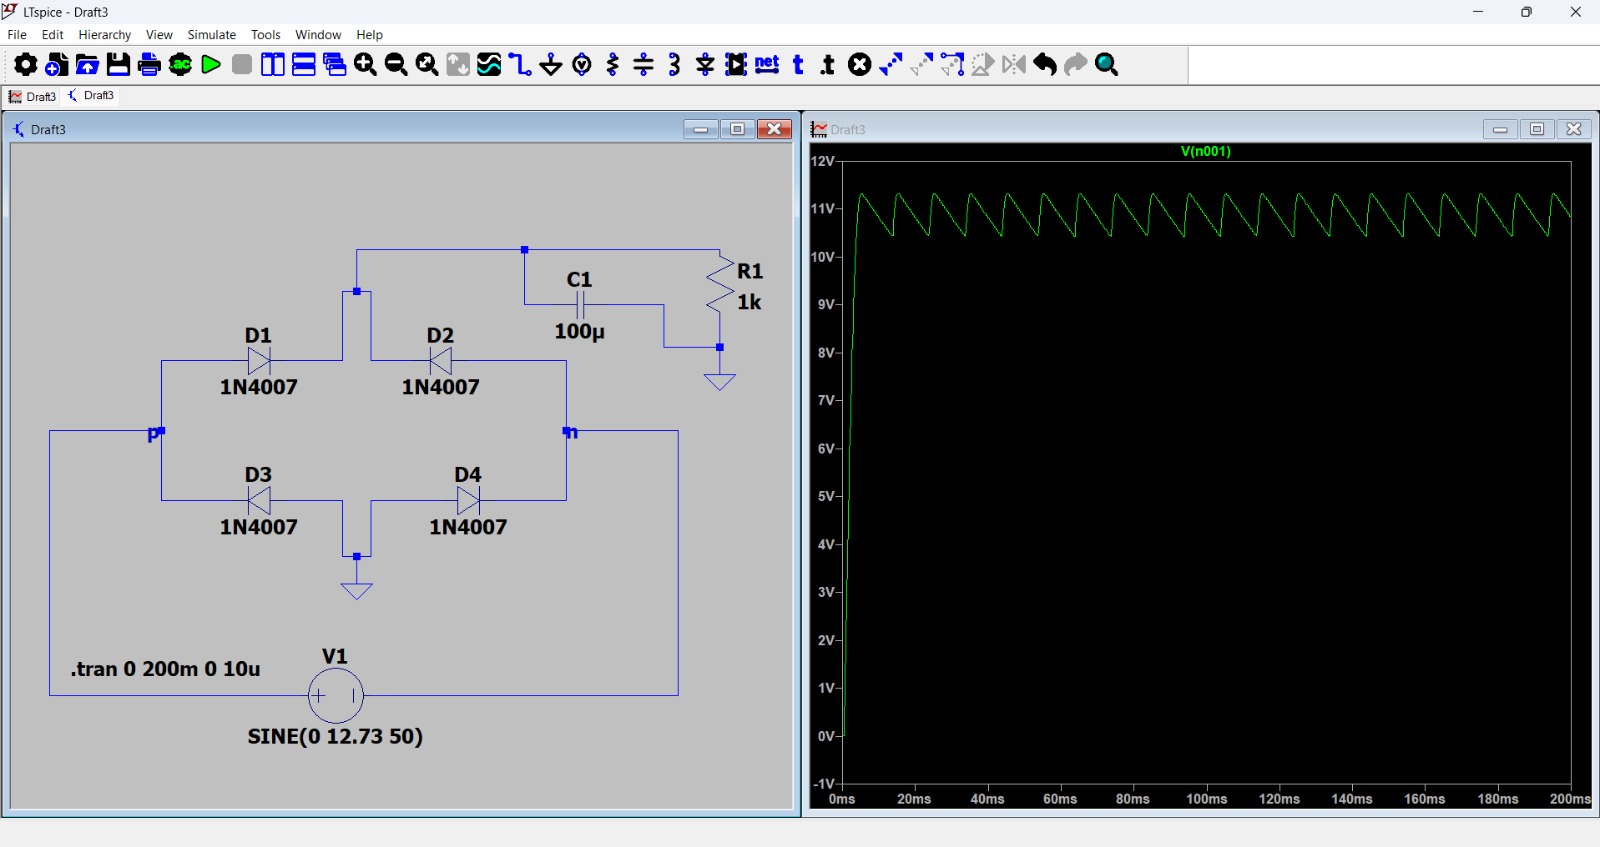 LTspice - Draft3
File Edit Hierarchy View Simulate Tools Window Help
ac
net t .t
Draft3 Draft3
Draft3
C1
100µ
R1
1k
D1
1N4007
D2
1N4007
p
n
D3
1N4007
D4
1N4007
.tran 0 200m 0 10u
V1
SINE(0 12.73 50)
Draft3
V(n001)
12V
11V
10V
9V
8V
7V
6V
5V
4V
3V
2V
1V
0V
-1V
0ms 20ms 40ms 60ms 80ms 100ms 120ms 140ms 160ms 180ms 200ms